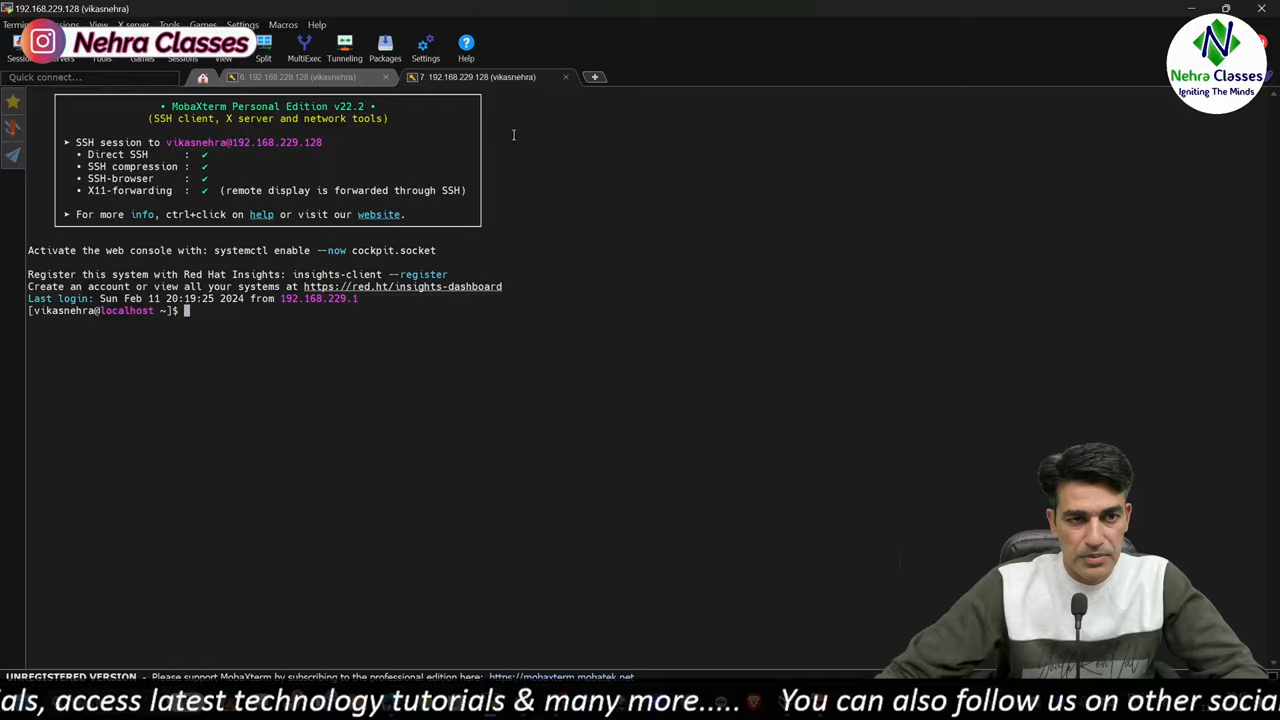 192.168.229.128 (vikasnehra)
Sessions View X server Tools Games Settings Macros Help
Nehra Classes
Split MultiExec Tunneling Packages Settings Help
Quick connect...
6. 192.168.229.128 (vikasnehra)
7. 192.168.229.128 (vikasnehra)
Nehra Classes
Igniting The Minds
• MobaXterm Personal Edition v22.2 •
(SSH client, X server and network tools)
➤ SSH session to vikasnehra@192.168.229.128
• Direct SSH : ✔
• SSH compression : ✔
• SSH-browser : ✔
• X11-forwarding : ✔ (remote display is forwarded through SSH)
➤ For more info, ctrl+click on help or visit our website.
Activate the web console with: systemctl enable --now cockpit.socket
Register this system with Red Hat Insights: insights-client --register
Create an account or view all your systems at https://red.ht/insights-dashboard
Last login: Sun Feb 11 20:19:25 2024 from 192.168.229.1
[vikasnehra@localhost ~]$
UNREGISTERED VERSION - Please support MobaXterm by subscribing to the professional edition here: https://mobaxterm.mobatek.net
als, access latest technology tutorials & many more..... You can also follow us on other social